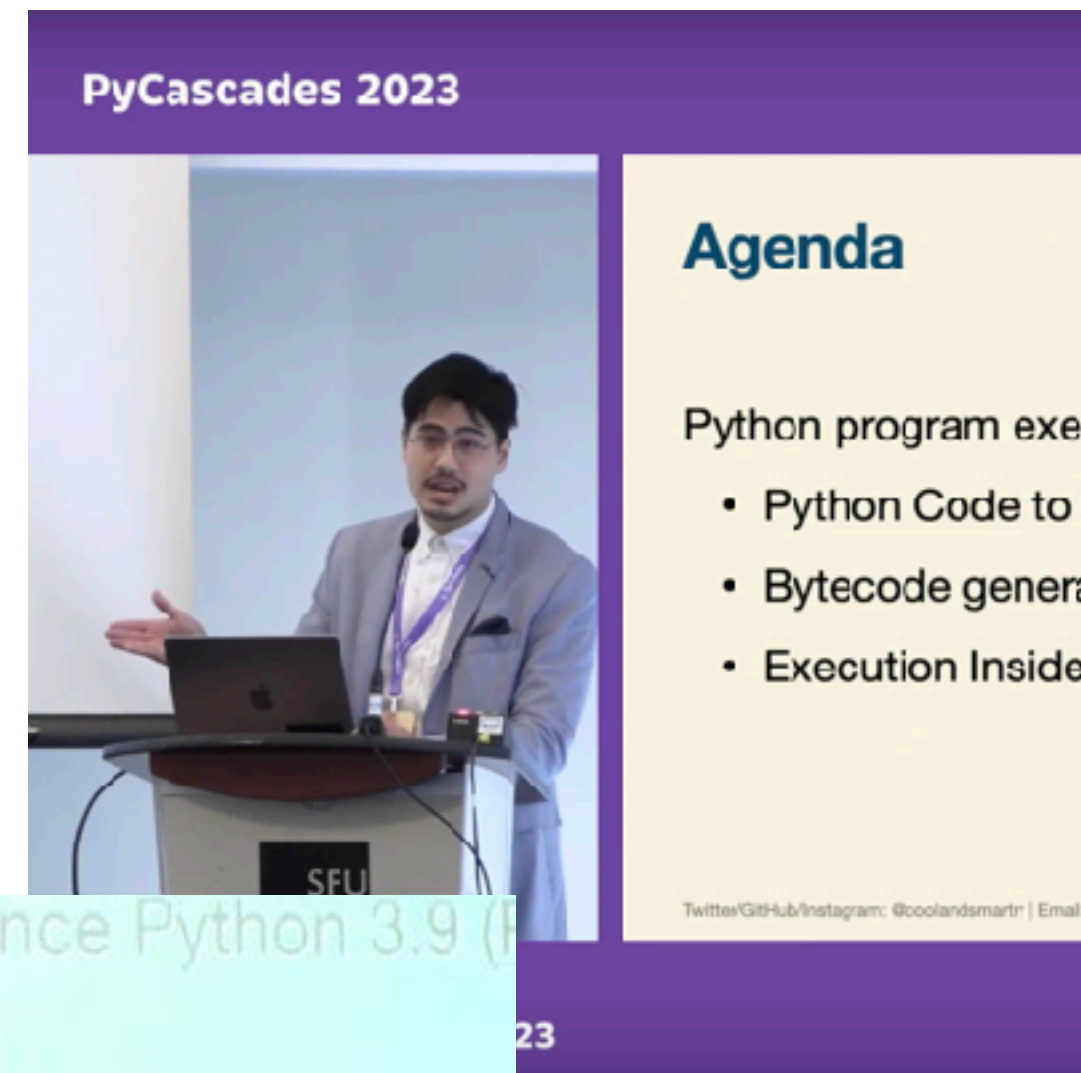 PyCascades 2023
Agenda
Python program exe
• Python Code to
• Bytecode genera
• Execution Inside
SFU
Twitter/GitHub/Instagram: @coolandsmartr | Email
nce Python 3.9 (
23